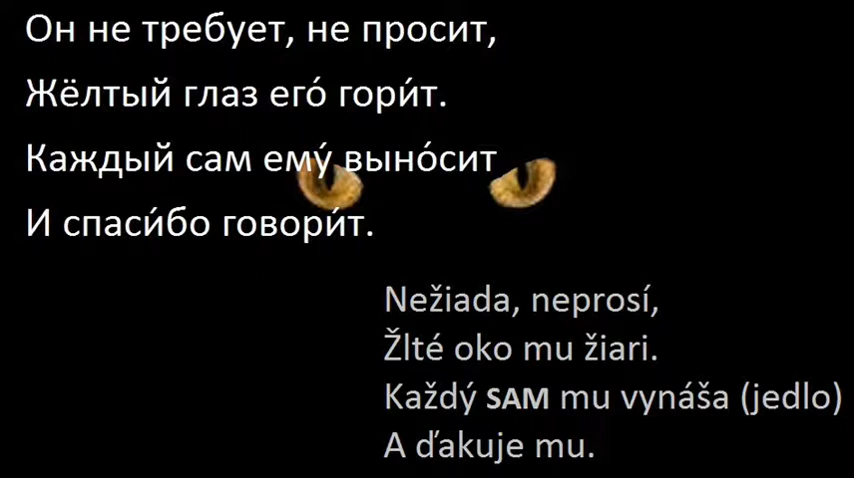 Он не требует, не просит,
Жёлтый глаз его́ гори́т.
Каждый сам ему́ выно́сит
И спаси́бо говори́т.
Nežiada, neprosí,
Žlté oko mu žiari.
Každý SAM mu vynáša (jedlo)
A ďakuje mu.